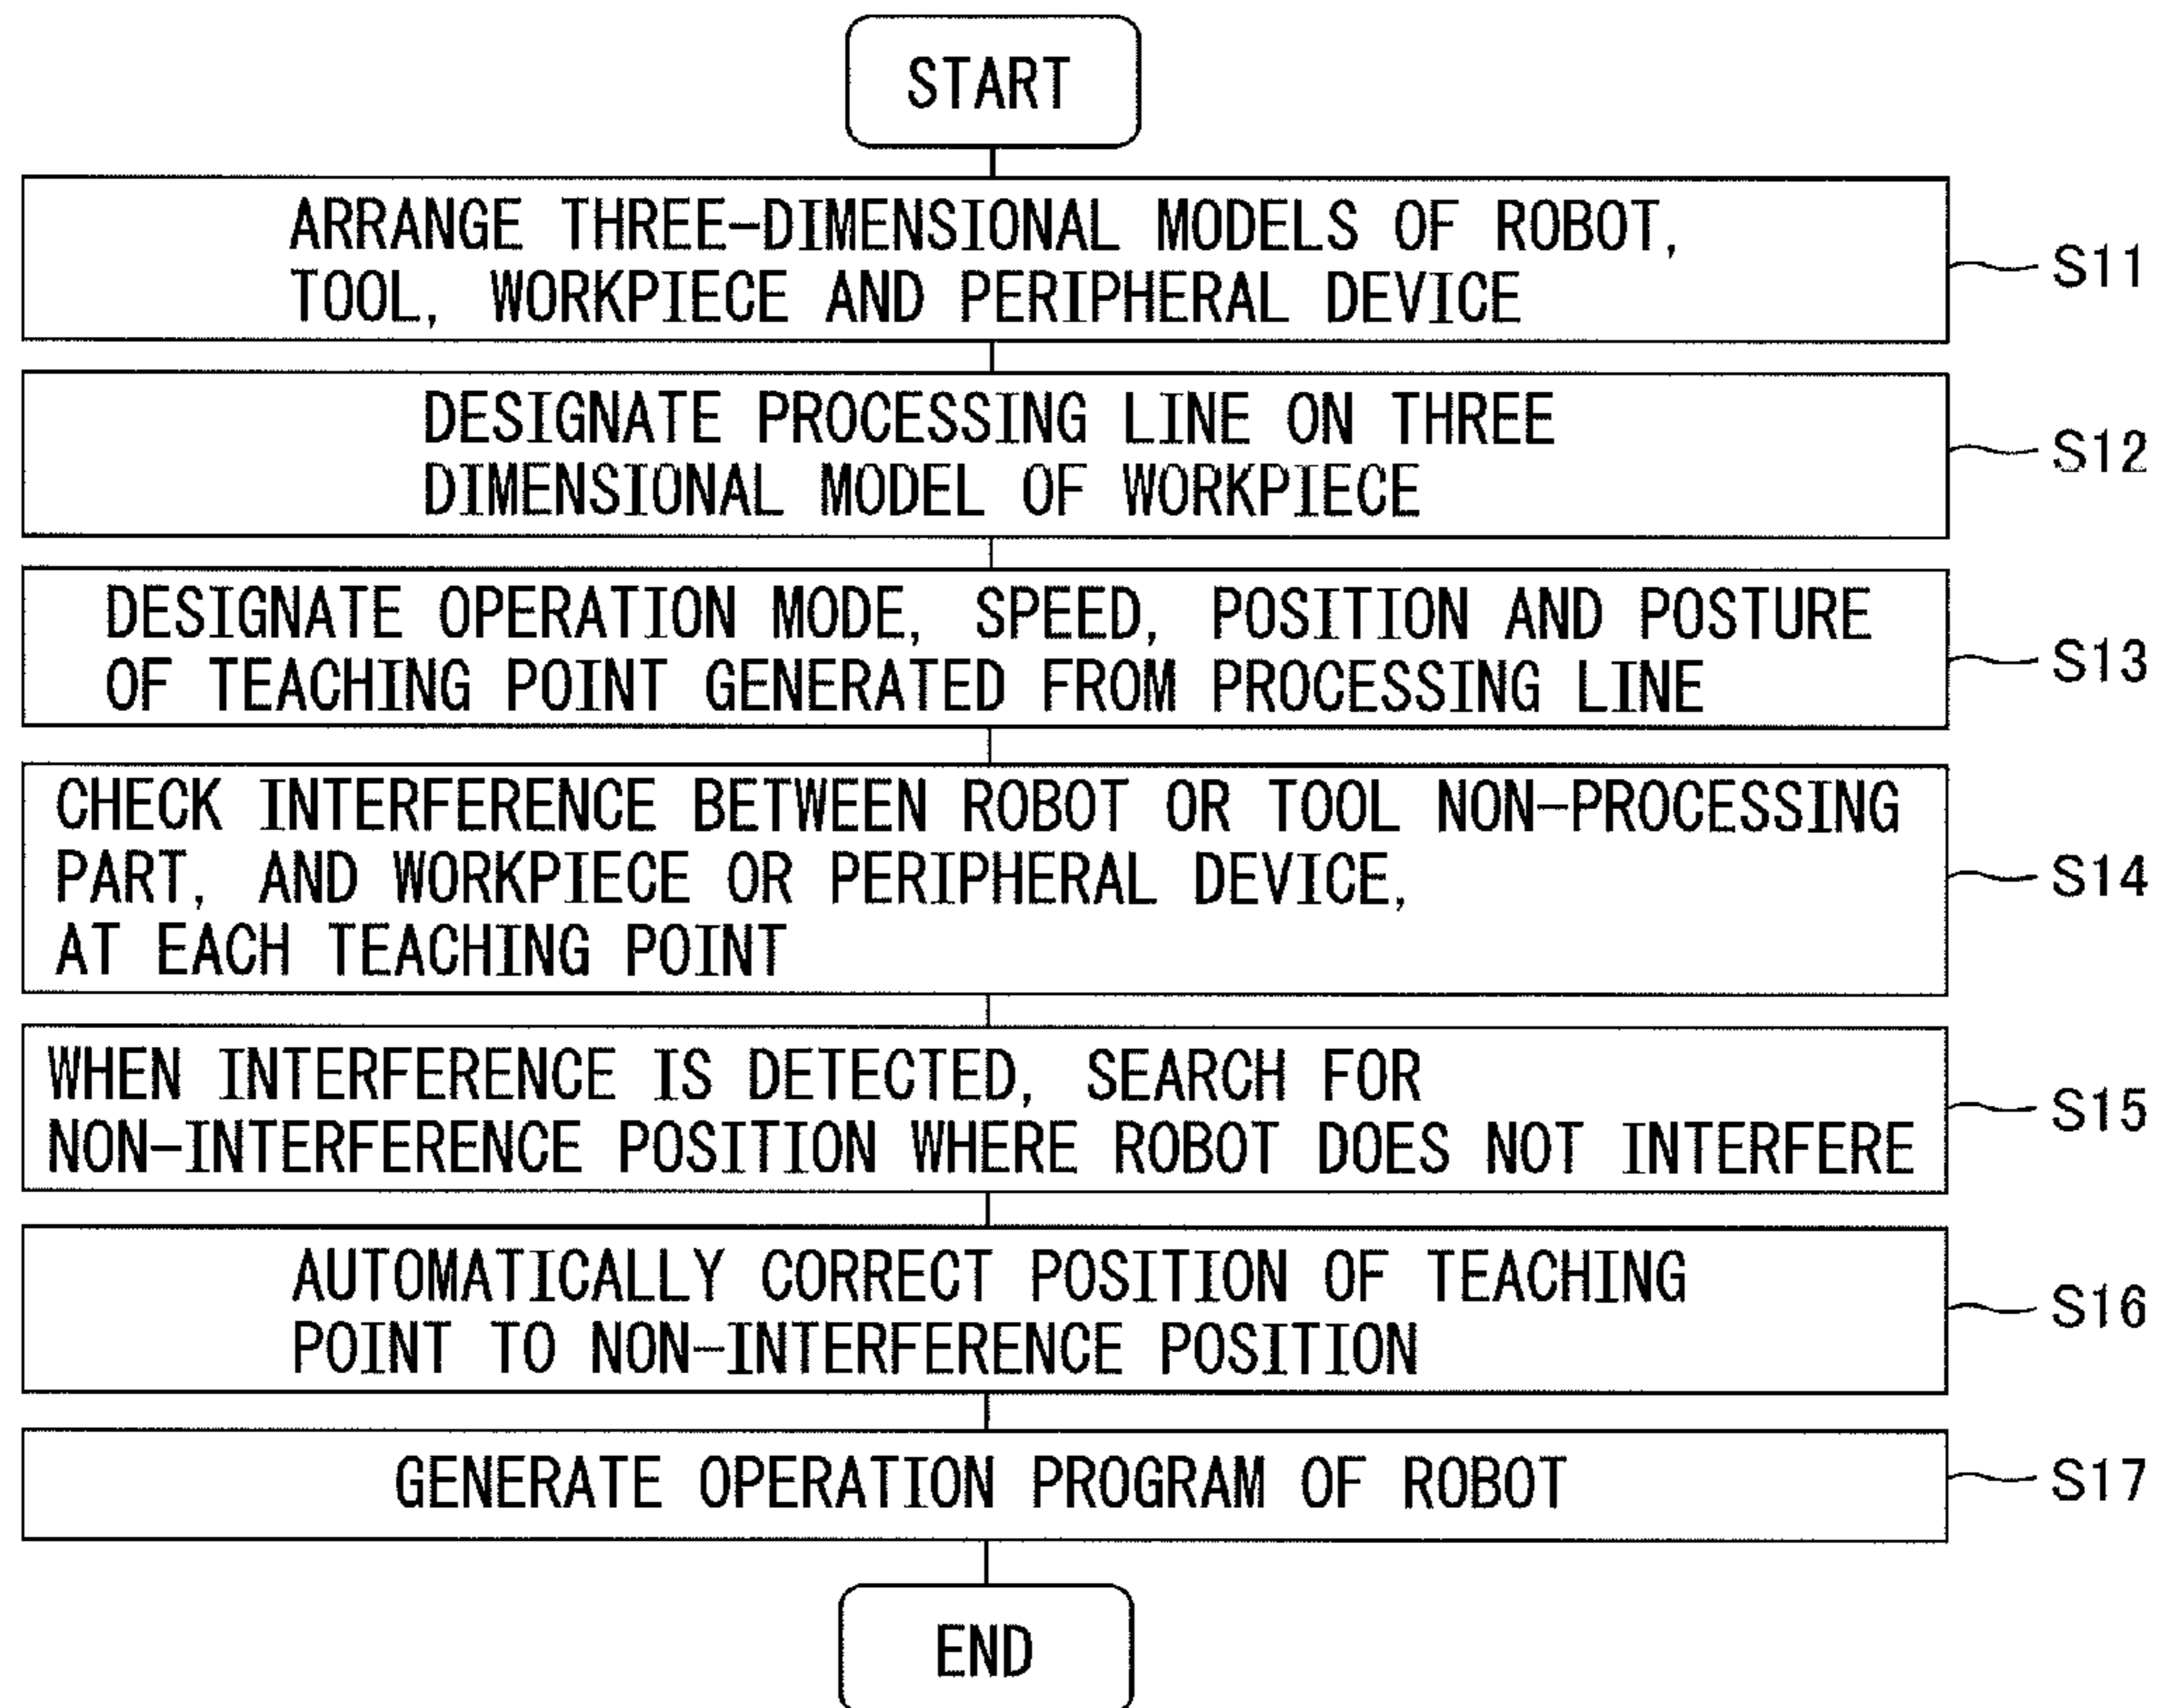 START
ARRANGE THREE-DIMENSIONAL MODELS OF ROBOT,
TOOL, WORKPIECE AND PERIPHERAL DEVICE
S11
DESIGNATE PROCESSING LINE ON THREE
DIMENSIONAL MODEL OF WORKPIECE
S12
DESIGNATE OPERATION MODE, SPEED, POSITION AND POSTURE
OF TEACHING POINT GENERATED FROM PROCESSING LINE
S13
CHECK INTERFERENCE BETWEEN ROBOT OR TOOL NON-PROCESSING
PART, AND WORKPIECE OR PERIPHERAL DEVICE,
AT EACH TEACHING POINT
S14
WHEN INTERFERENCE IS DETECTED, SEARCH FOR
NON-INTERFERENCE POSITION WHERE ROBOT DOES NOT INTERFERE
S15
AUTOMATICALLY CORRECT POSITION OF TEACHING
POINT TO NON-INTERFERENCE POSITION
S16
GENERATE OPERATION PROGRAM OF ROBOT
S17
END